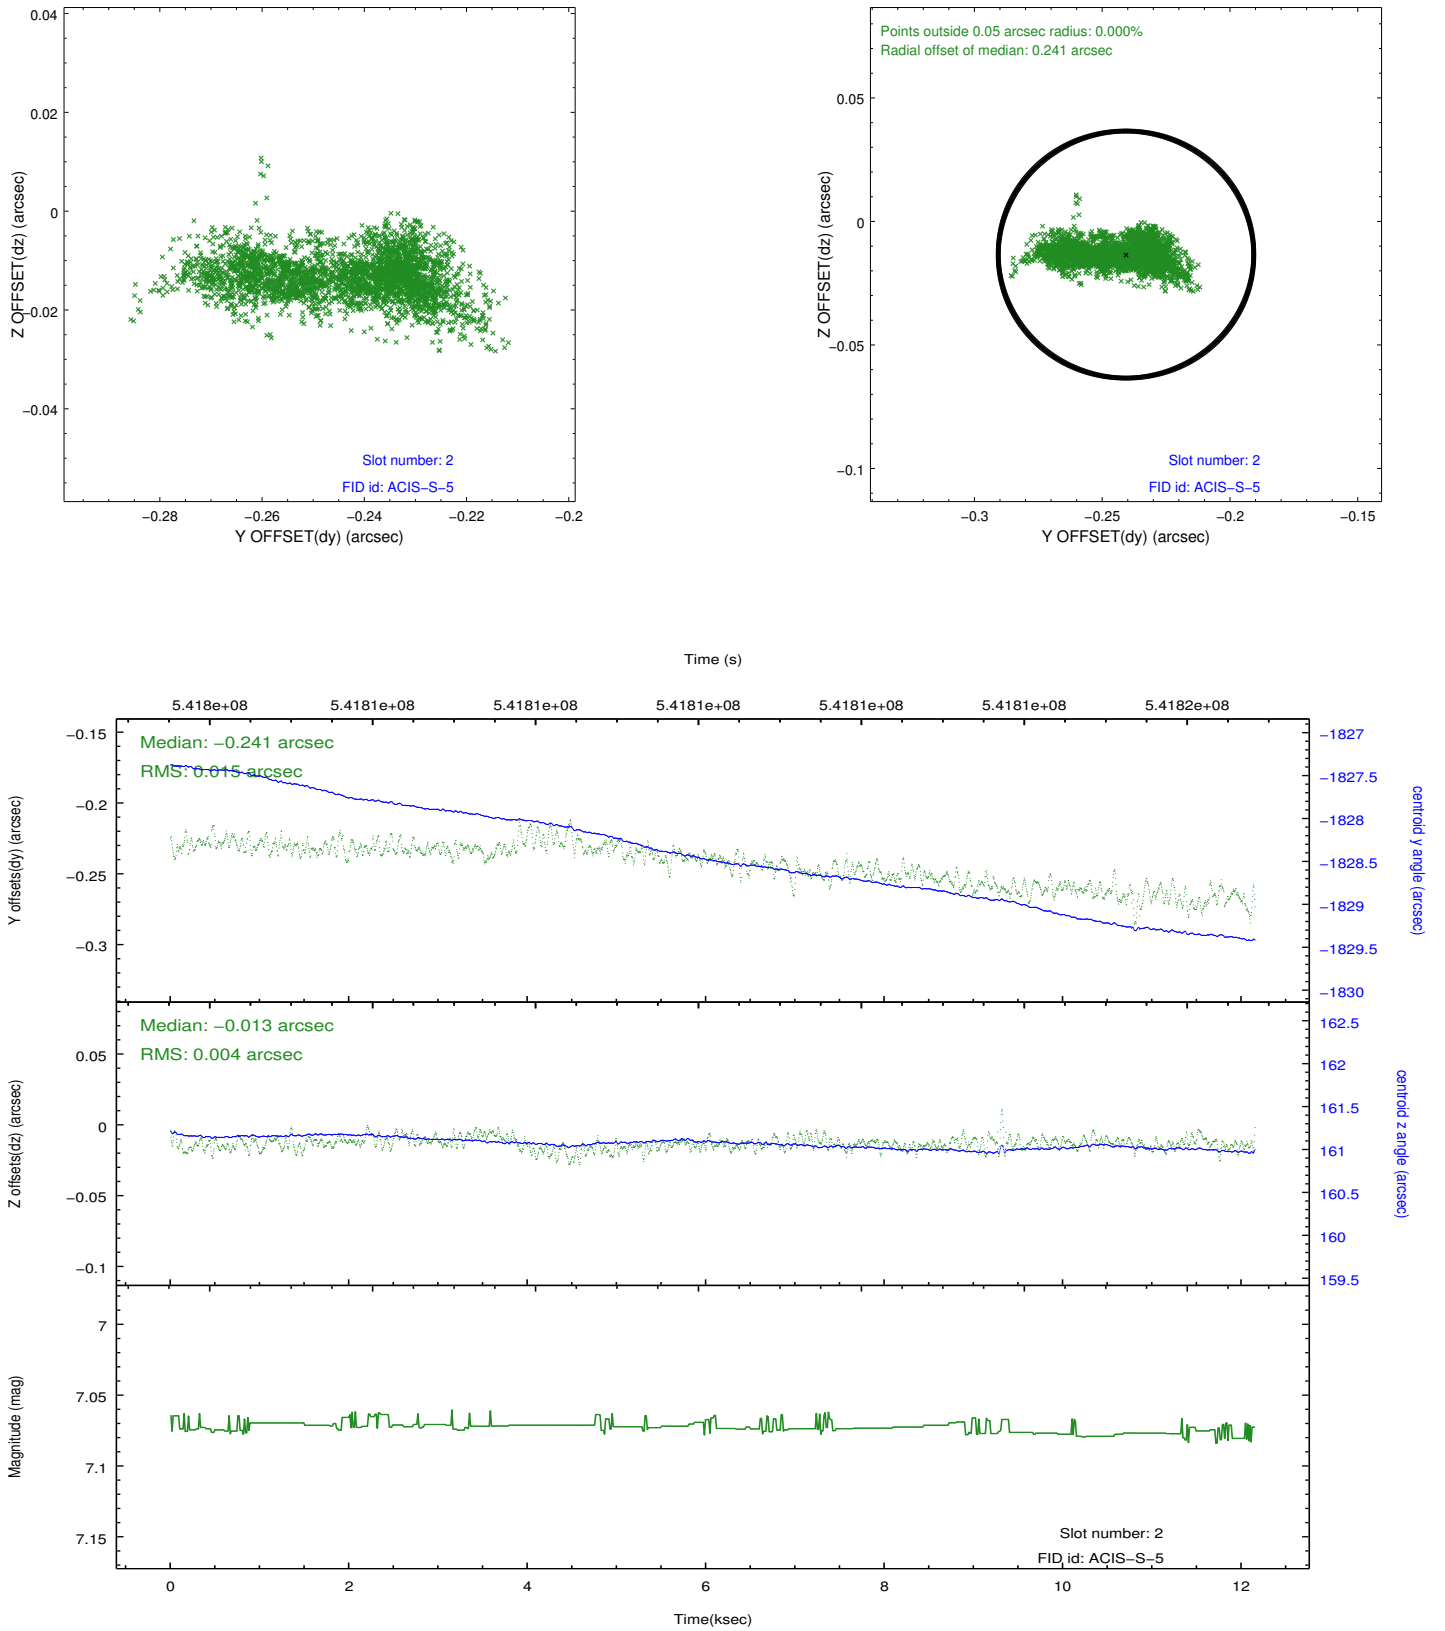 0.04
0.02
0
−0.02
−0.04
Z OFFSET(dz) (arcsec)
Slot number: 2
FID id: ACIS−S−5
−0.28
−0.26
−0.24
−0.22
−0.2
Y OFFSET(dy) (arcsec)
Points outside 0.05 arcsec radius: 0.000%
Radial offset of median: 0.241 arcsec
0.05
0
−0.05
−0.1
Z OFFSET(dz) (arcsec)
Slot number: 2
FID id: ACIS−S−5
−0.3
−0.25
−0.2
−0.15
Y OFFSET(dy) (arcsec)
Time (s)
5.418e+08
5.4181e+08
5.4181e+08
5.4181e+08
5.4181e+08
5.4181e+08
5.4182e+08
Median: −0.241 arcsec
RMS: 0.015 arcsec
−0.15
−0.2
−0.25
−0.3
Y offsets(dy) (arcsec)
−1827
−1827.5
−1828
−1828.5
−1829
−1829.5
−1830
centroid y angle (arcsec)
Median: −0.013 arcsec
RMS: 0.004 arcsec
0.05
0
−0.05
−0.1
Z offsets(dz) (arcsec)
162.5
162
161.5
161
160.5
160
159.5
centroid z angle (arcsec)
7
7.05
7.1
7.15
Magnitude (mag)
Slot number: 2
FID id: ACIS−S−5
0
2
4
6
8
10
12
Time(ksec)